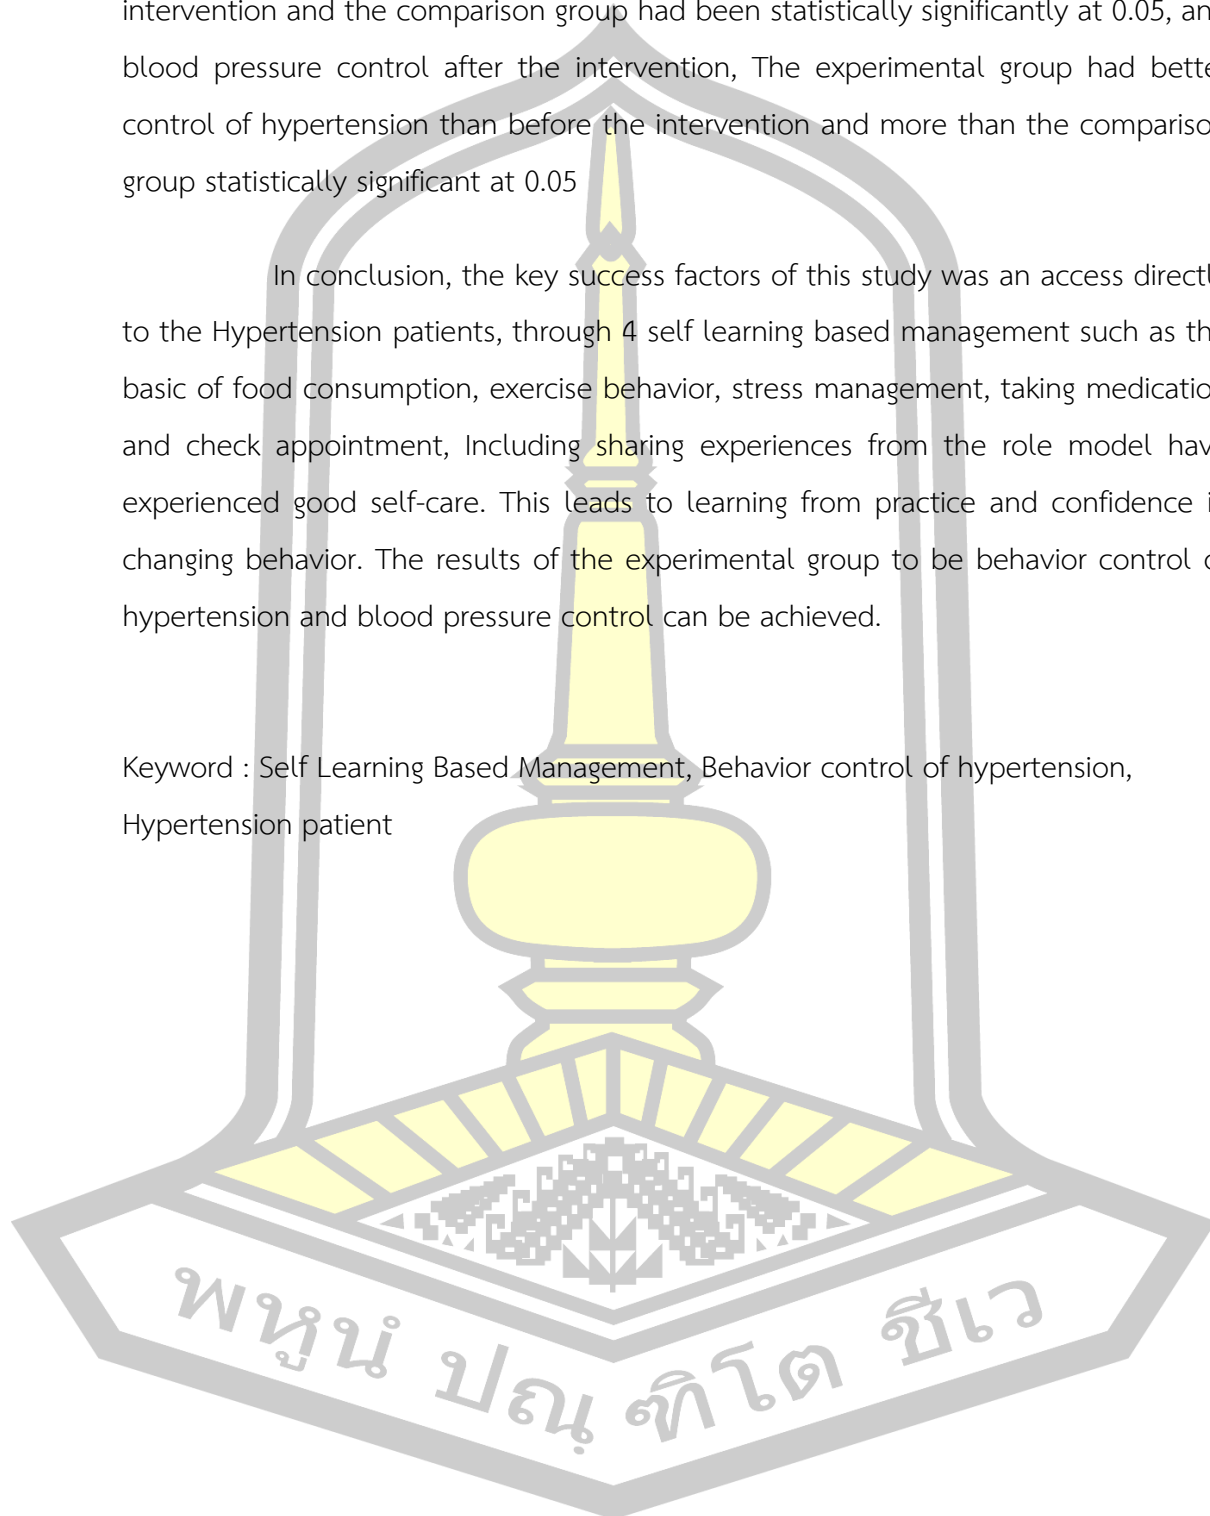 intervention and the comparison group had been statistically significantly at 0.05, an
blood pressure control after the intervention, The experimental group had bette
control of hypertension than before the intervention and more than the compariso
group statistically significant at 0.05
In conclusion, the key success factors of this study was an access directl
to the Hypertension patients, through 4 self learning based management such as th
basic of food consumption, exercise behavior, stress management, taking medicatio
and check appointment, Including sharing experiences from the role model hav
experienced good self-care. This leads to learning from practice and confidence i
changing behavior. The results of the experimental group to be behavior control o
hypertension and blood pressure control can be achieved.
Keyword : Self Learning Based Management, Behavior control of hypertension,
Hypertension patient
พหูนํ ปณฺฑิโต ชีเว